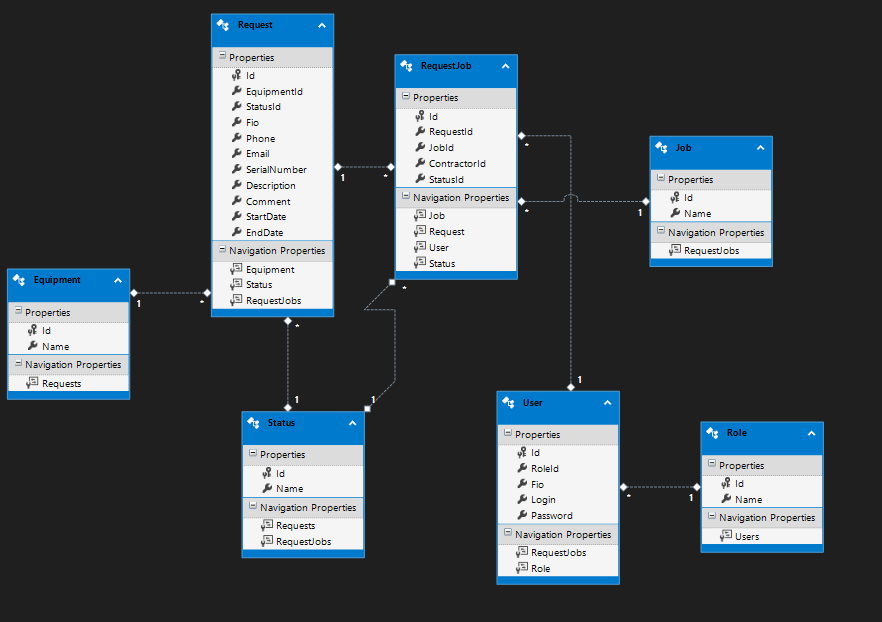 Request
Properties
Id
EquipmentId
StatusId
Fio
Phone
Email
SerialNumber
Description
Comment
StartDate
EndDate
Navigation Properties
Equipment
Status
RequestJobs
1
*
RequestJob
Properties
Id
RequestId
JobId
ContractorId
StatusId
Navigation Properties
Job
Request
User
Status
*
*
1
*
Job
Properties
Id
Name
Navigation Properties
RequestJobs
Equipment
Properties
Id
Name
Navigation Properties
Requests
1
*
*
1
1
Status
Properties
Id
Name
Navigation Properties
Requests
RequestJobs
1
User
Properties
Id
RoleId
Fio
Login
Password
Navigation Properties
RequestJobs
Role
*
1
Role
Properties
Id
Name
Navigation Properties
Users